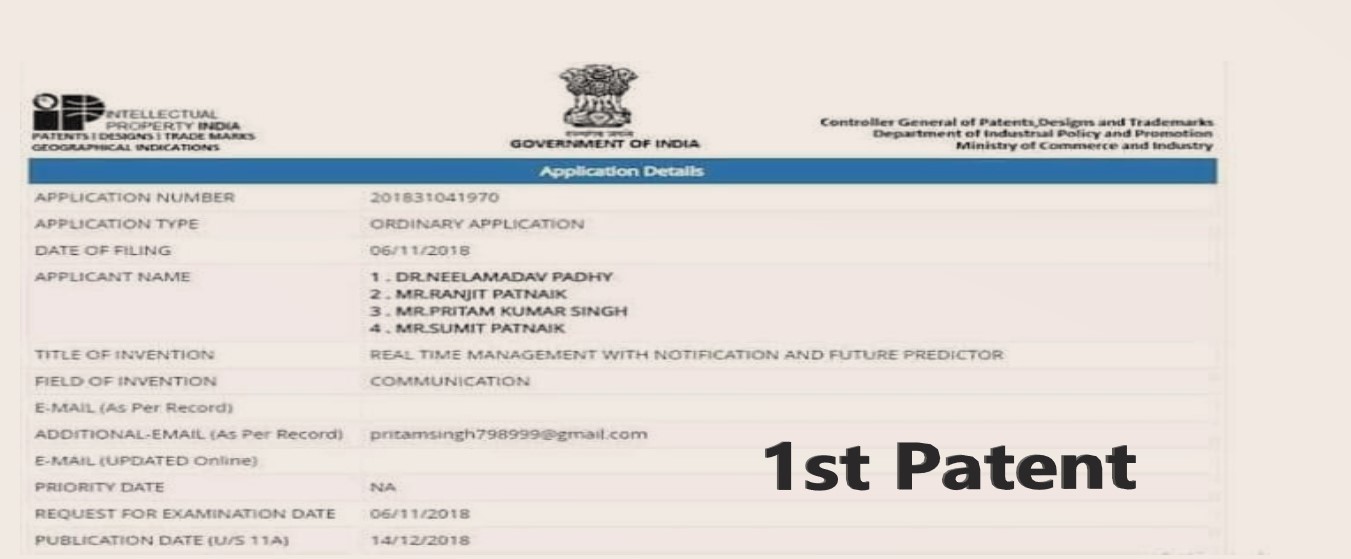 INTELLECTUAL
PROPERTY INDIA
PATENTS | DESIGNS | TRADE MARKS
GEOGRAPHICAL INDICATIONS
सत्यमेव जयते
GOVERNMENT OF INDIA
Controller General of Patents,Designs and Trademarks
Department of Industrial Policy and Promotion
Ministry of Commerce and Industry
Application Details
APPLICATION NUMBER 201831041970
APPLICATION TYPE ORDINARY APPLICATION
DATE OF FILING 06/11/2018
APPLICANT NAME 1 . DR.NEELAMADAV PADHY
2 . MR.RANJIT PATNAIK
3 . MR.PRITAM KUMAR SINGH
4 . MR.SUMIT PATNAIK
TITLE OF INVENTION REAL TIME MANAGEMENT WITH NOTIFICATION AND FUTURE PREDICTOR
FIELD OF INVENTION COMMUNICATION
E-MAIL (As Per Record)
ADDITIONAL-EMAIL (As Per Record) pritamsingh798999@gmail.com
E-MAIL (UPDATED Online)
PRIORITY DATE NA
REQUEST FOR EXAMINATION DATE 06/11/2018
PUBLICATION DATE (U/S 11A) 14/12/2018
1st Patent